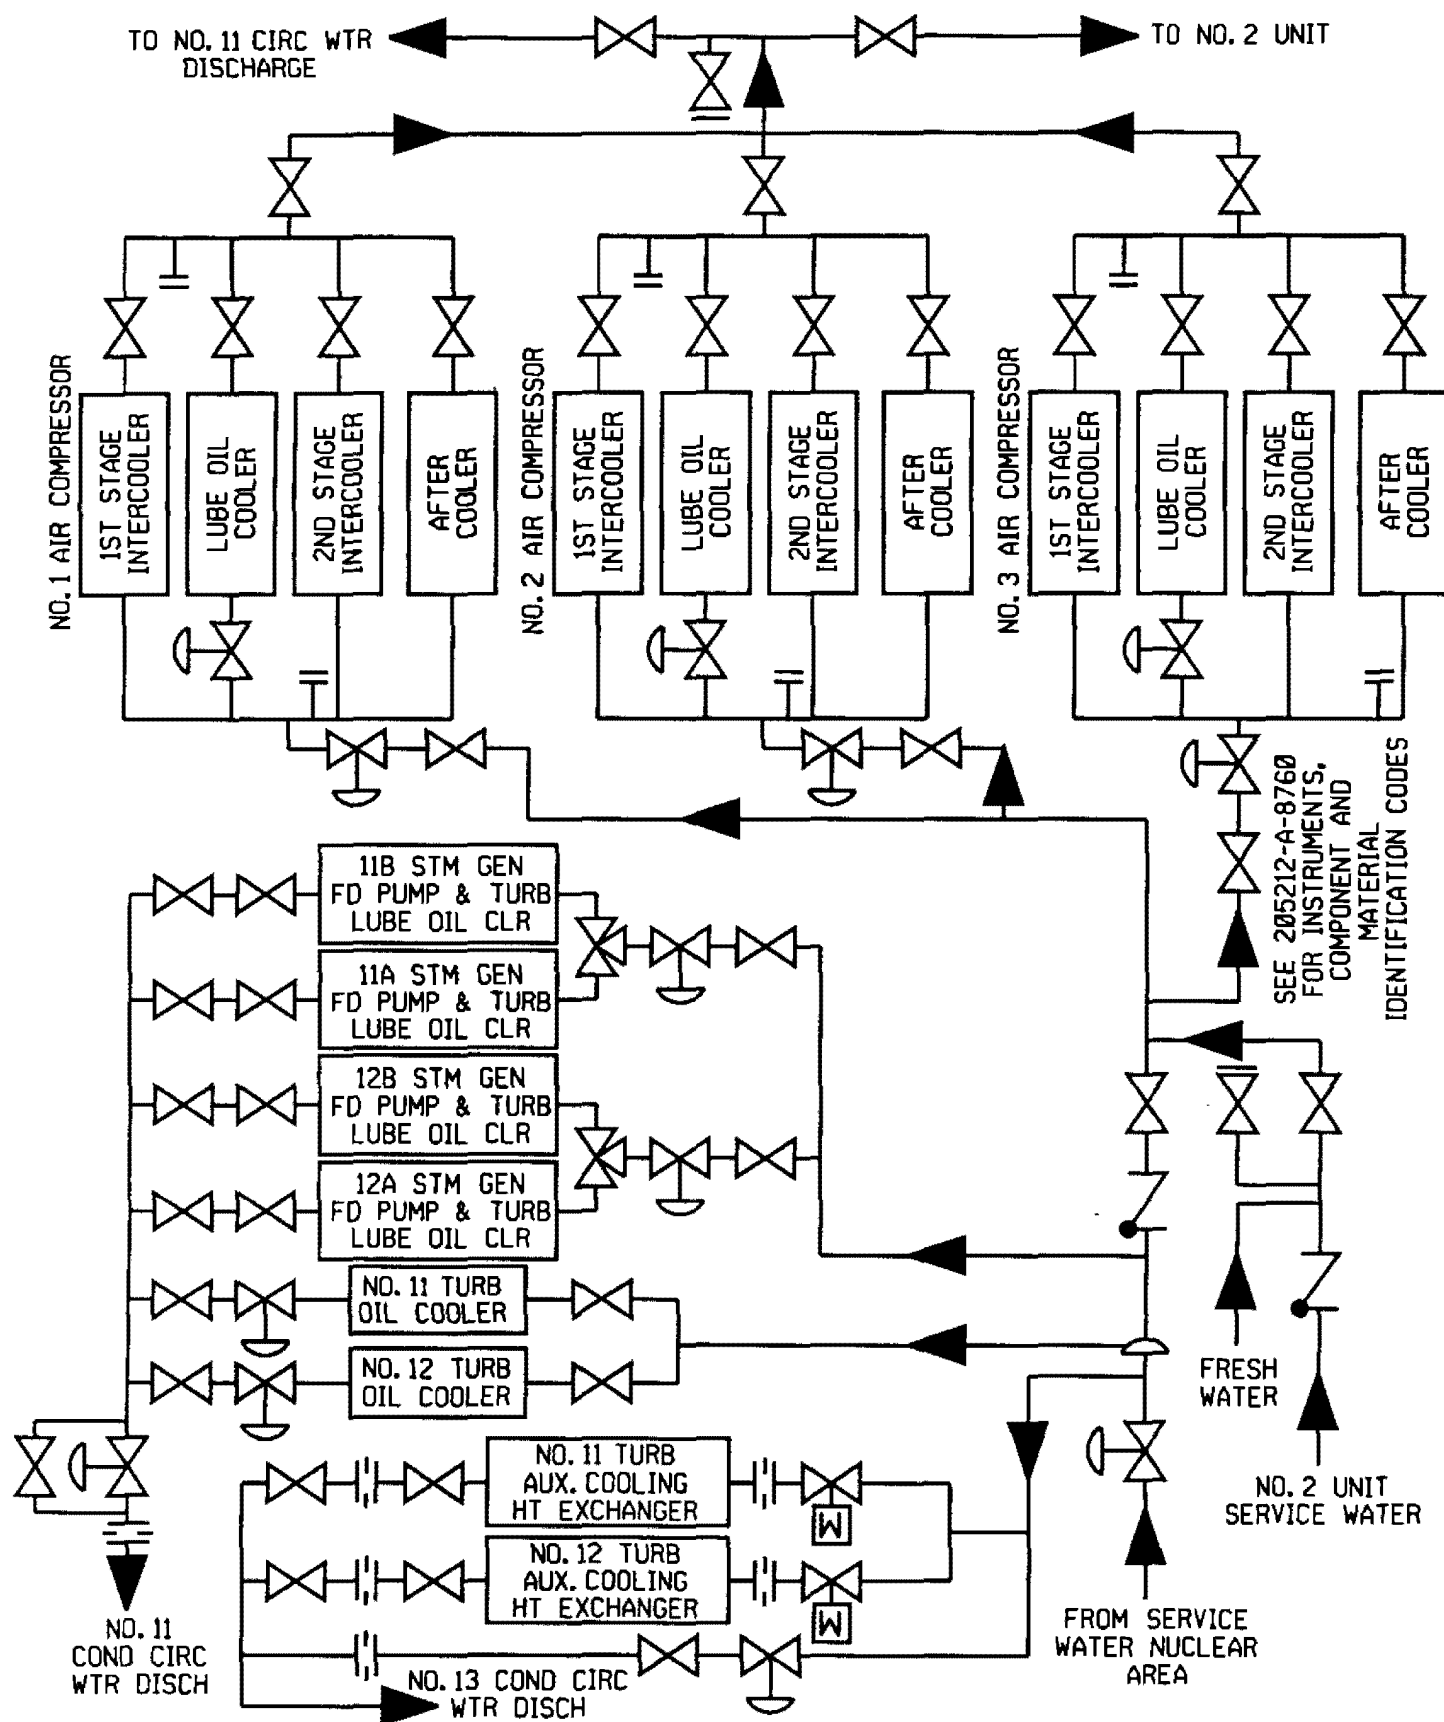 TO NO. 11 CIRC WTR
DISCHARGE
TO NO. 2 UNIT
NO. 1 AIR COMPRESSOR
1ST STAGE
INTERCOOLER
LUBE OIL
COOLER
2ND STAGE
INTERCOOLER
AFTER
COOLER
NO. 2 AIR COMPRESSOR
1ST STAGE
INTERCOOLER
LUBE OIL
COOLER
2ND STAGE
INTERCOOLER
AFTER
COOLER
NO. 3 AIR COMPRESSOR
1ST STAGE
INTERCOOLER
LUBE OIL
COOLER
2ND STAGE
INTERCOOLER
AFTER
COOLER
SEE 205212-A-8760
FOR INSTRUMENTS,
COMPONENT AND
MATERIAL
IDENTIFICATION CODES
11B STM GEN
FD PUMP & TURB
LUBE OIL CLR
11A STM GEN
FD PUMP & TURB
LUBE OIL CLR
12B STM GEN
FD PUMP & TURB
LUBE OIL CLR
12A STM GEN
FD PUMP & TURB
LUBE OIL CLR
NO. 11 TURB
OIL COOLER
NO. 12 TURB
OIL COOLER
FRESH
WATER
NO. 2 UNIT
SERVICE WATER
NO. 11 TURB
AUX. COOLING
HT EXCHANGER
M
NO. 12 TURB
AUX. COOLING
HT EXCHANGER
M
NO. 11
COND CIRC
WTR DISCH
NO. 13 COND CIRC
WTR DISCH
FROM SERVICE
WATER NUCLEAR
AREA